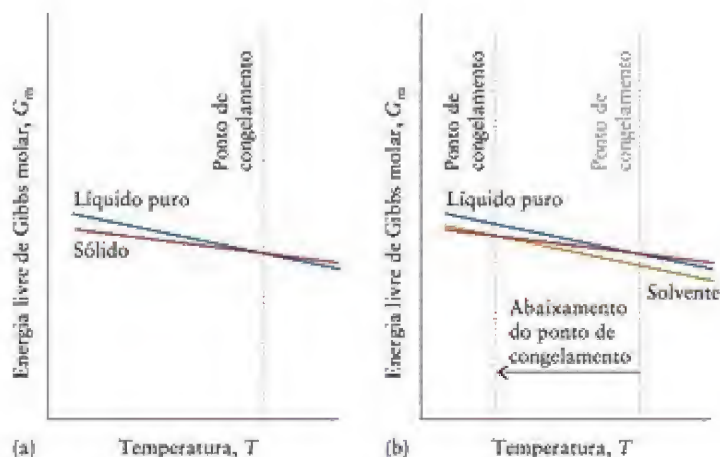 Energia livre de Gibbs molar, Gm
Ponto de
congelamento
Líquido puro
Sólido
(a)
Temperatura, T
Energia livre de Gibbs molar, Gm
Ponto de
congelamento
Ponto de
congelamento
Líquido puro
Solvente
Abaixamento
do ponto de
congelamento
(b)
Temperatura, T